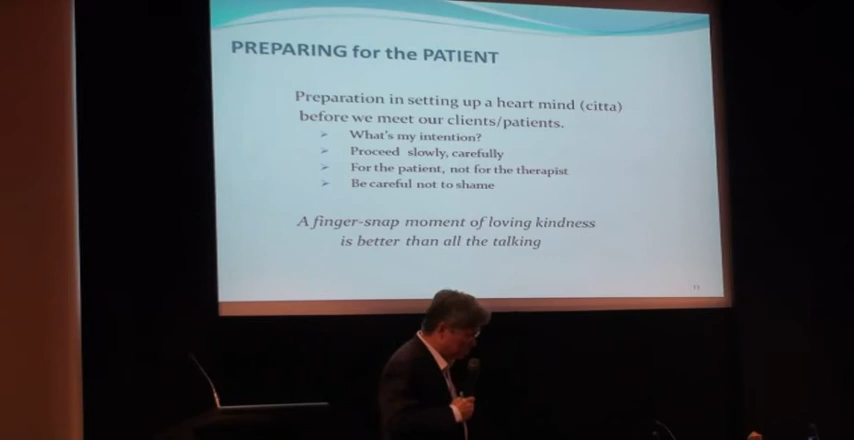 PREPARING for the PATIENT
Preparation in setting up a heart mind (citta)
before we meet our clients/patients.
➢ What's my intention?
➢ Proceed slowly, carefully
➢ For the patient, not for the therapist
➢ Be careful not to shame
A finger-snap moment of loving kindness
is better than all the talking